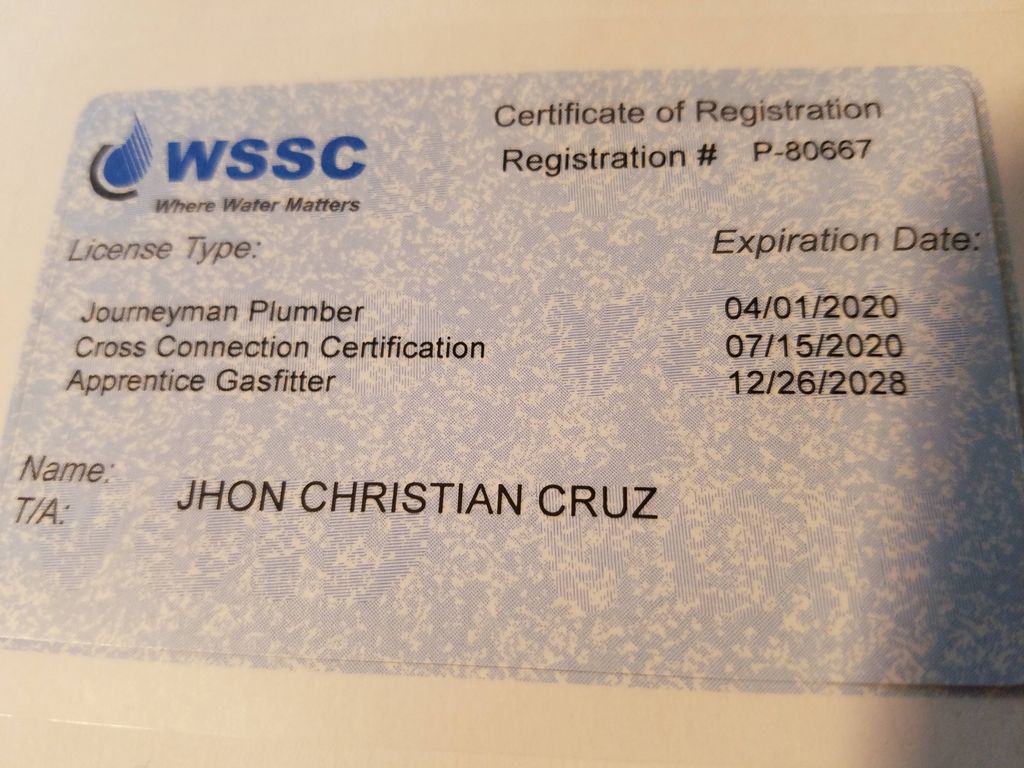 WSSC
Where Water Matters
Certificate of Registration
Registration # P-80667
License Type: Expiration Date:
Journeyman Plumber 04/01/2020
Cross Connection Certification 07/15/2020
Apprentice Gasfitter 12/26/2028
Name: JHON CHRISTIAN CRUZ
T/A: